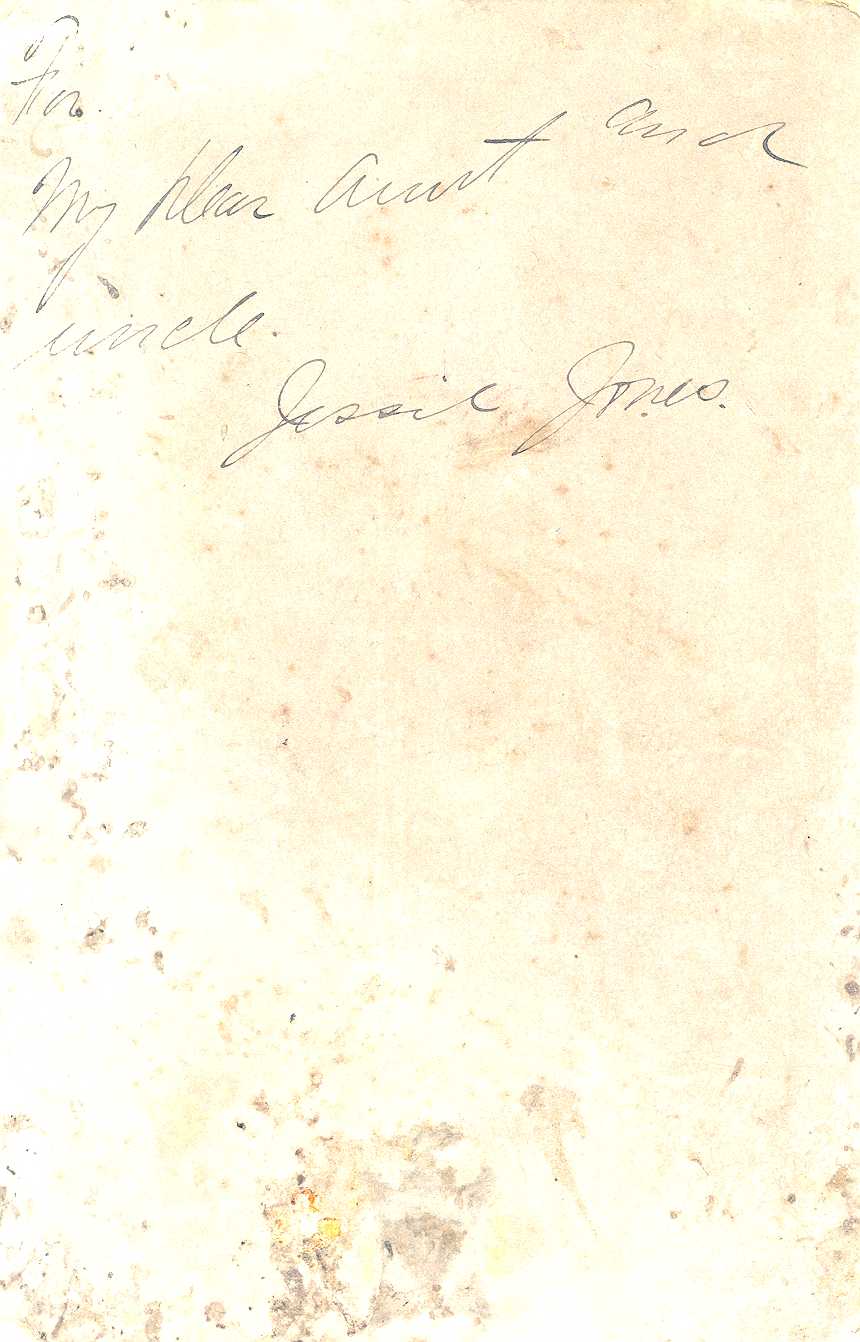 For.
My dear aunt and
uncle.
Jessie Jones.